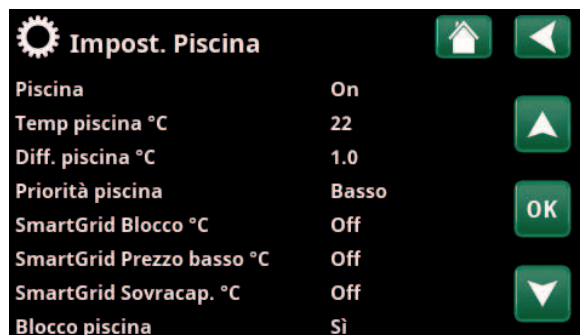 Impost. Piscina
Piscina On
Temp piscina °C 22
Diff. piscina °C 1.0
Priorità piscina Basso
SmartGrid Blocco °C Off
SmartGrid Prezzo basso °C Off
SmartGrid Sovracap. °C Off
Blocco piscina Sì
OK